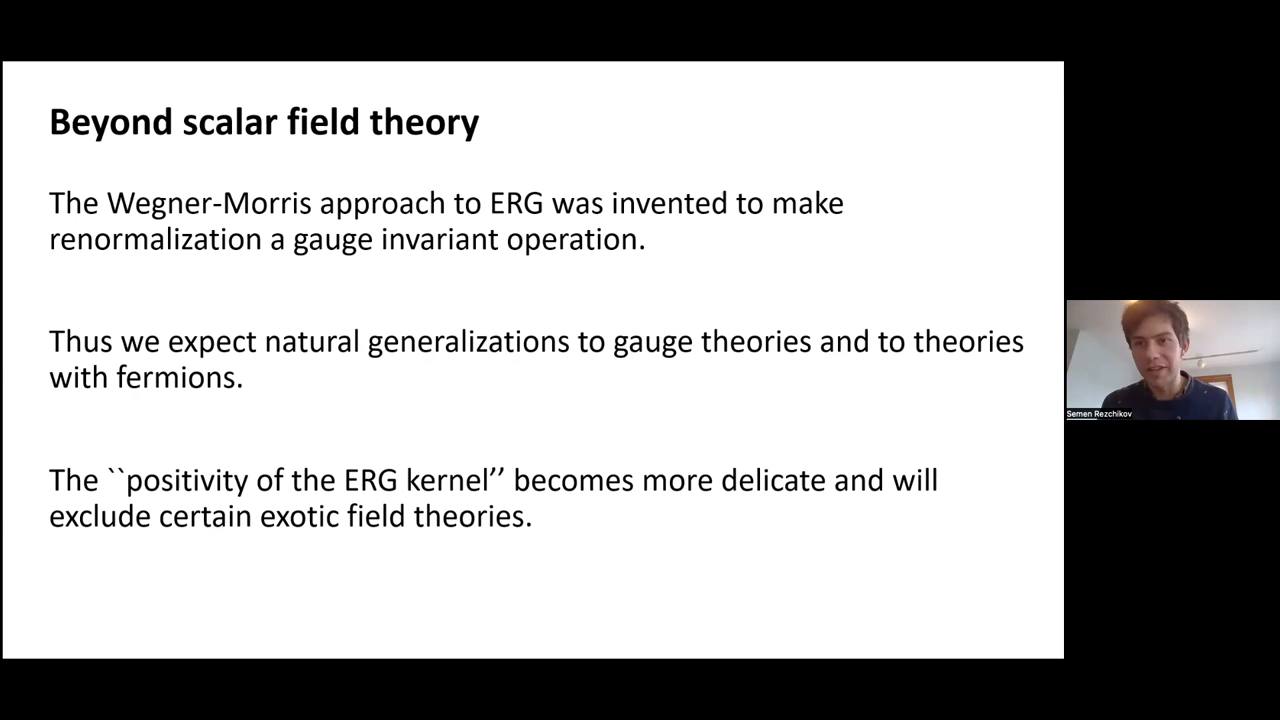 Beyond scalar field theory
The Wegner-Morris approach to ERG was invented to make
renormalization a gauge invariant operation.
Thus we expect natural generalizations to gauge theories and to theories
with fermions.
The ``positivity of the ERG kernel’’ becomes more delicate and will
exclude certain exotic field theories.
Semen Rezchikov